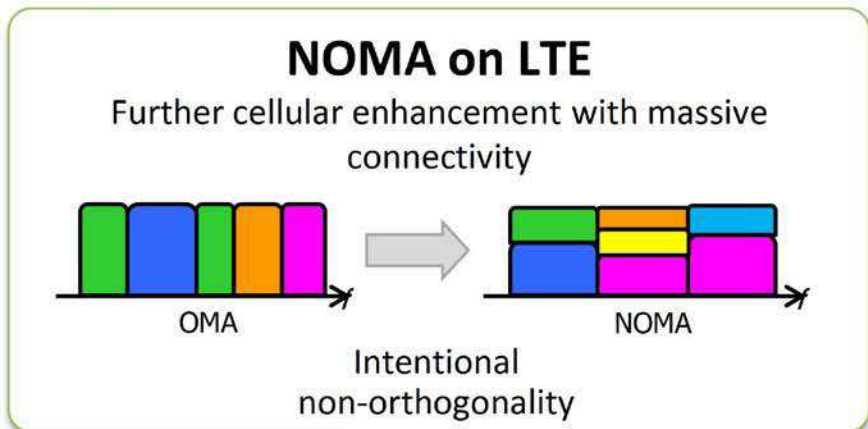 NOMA on LTE
Further cellular enhancement with massive
connectivity
f
f
OMA
NOMA
Intentional
non-orthogonality